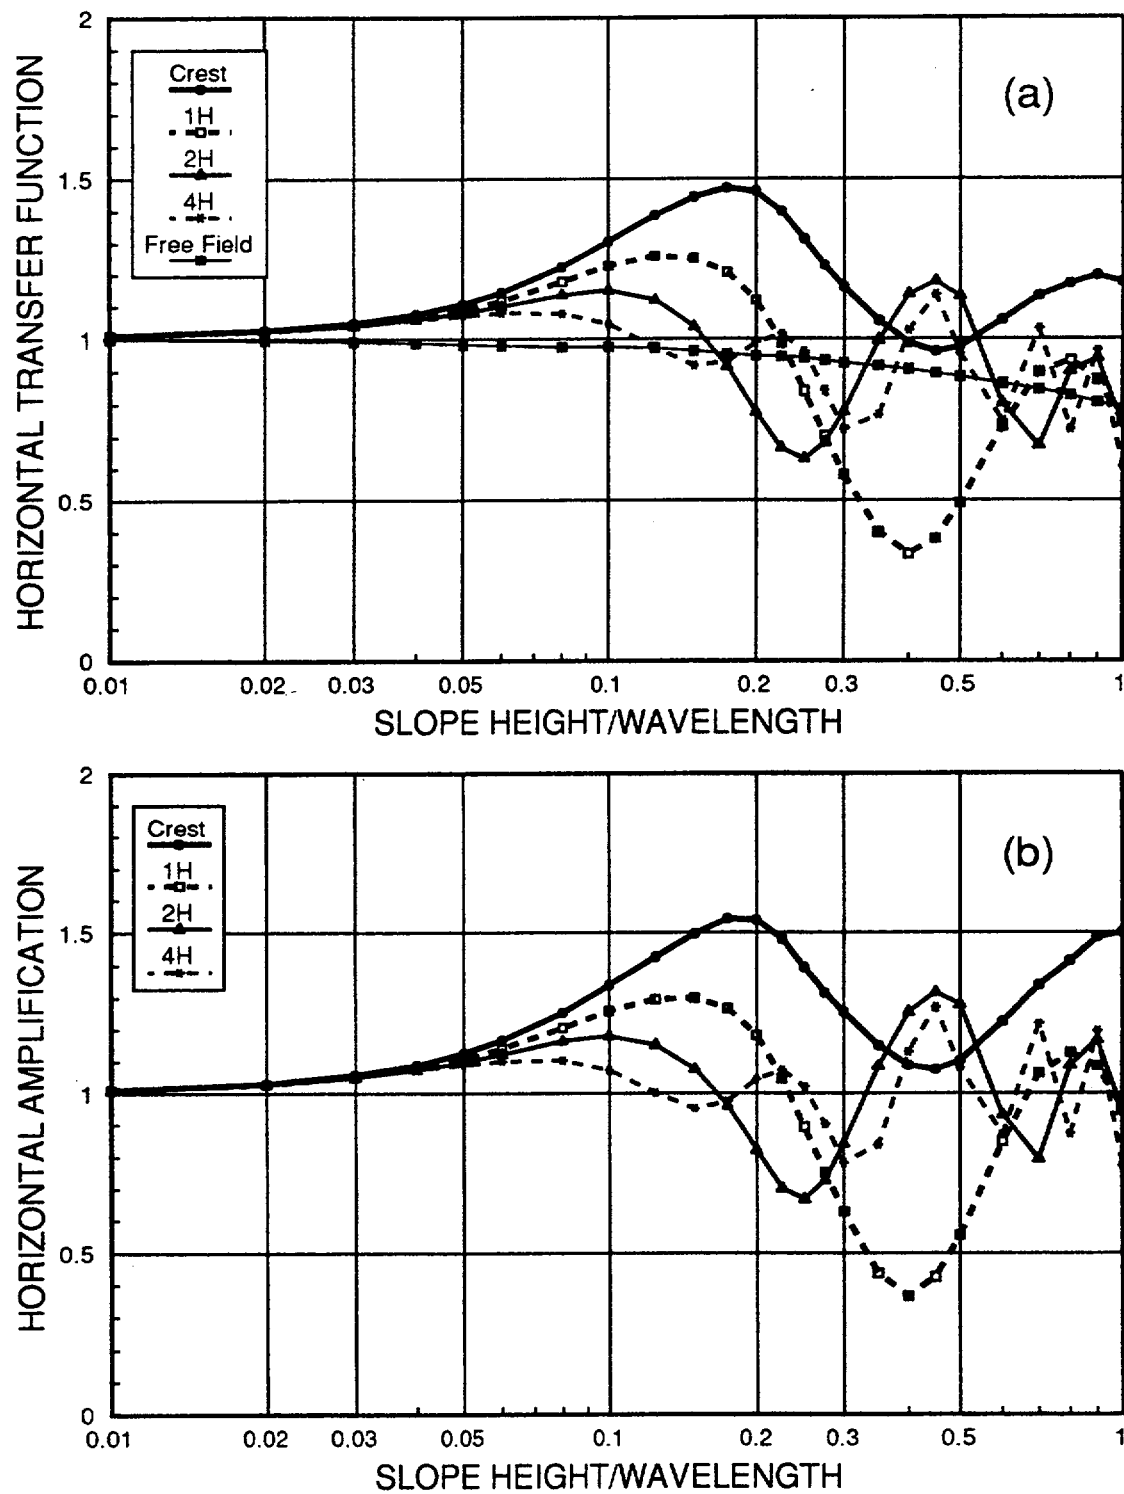 (a)
HORIZONTAL TRANSFER FUNCTION
2
1.5
1
0.5
0
Crest
1H
2H
4H
Free Field
0.01 0.02 0.03 0.05 0.1 0.2 0.3 0.5 1
SLOPE HEIGHT/WAVELENGTH
(b)
HORIZONTAL AMPLIFICATION
2
1.5
1
0.5
0
Crest
1H
2H
4H
0.01 0.02 0.03 0.05 0.1 0.2 0.3 0.5 1
SLOPE HEIGHT/WAVELENGTH